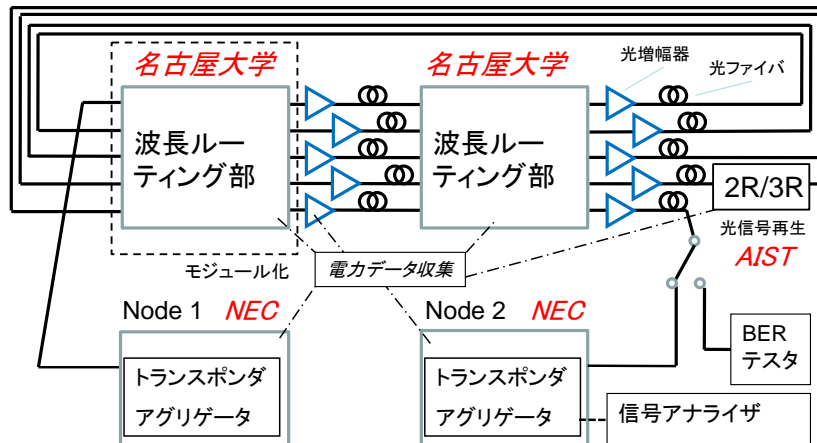 名古屋大学
名古屋大学
光増幅器
光ファイバ
波長ルー
ティング部
波長ルー
ティング部
2R/3R
光信号再生
AIST
モジュール化
電力データ収集
Node 1 NEC
Node 2 NEC
トランスポンダ
アグリゲータ
トランスポンダ
アグリゲータ
BER
テスタ
信号アナライザ